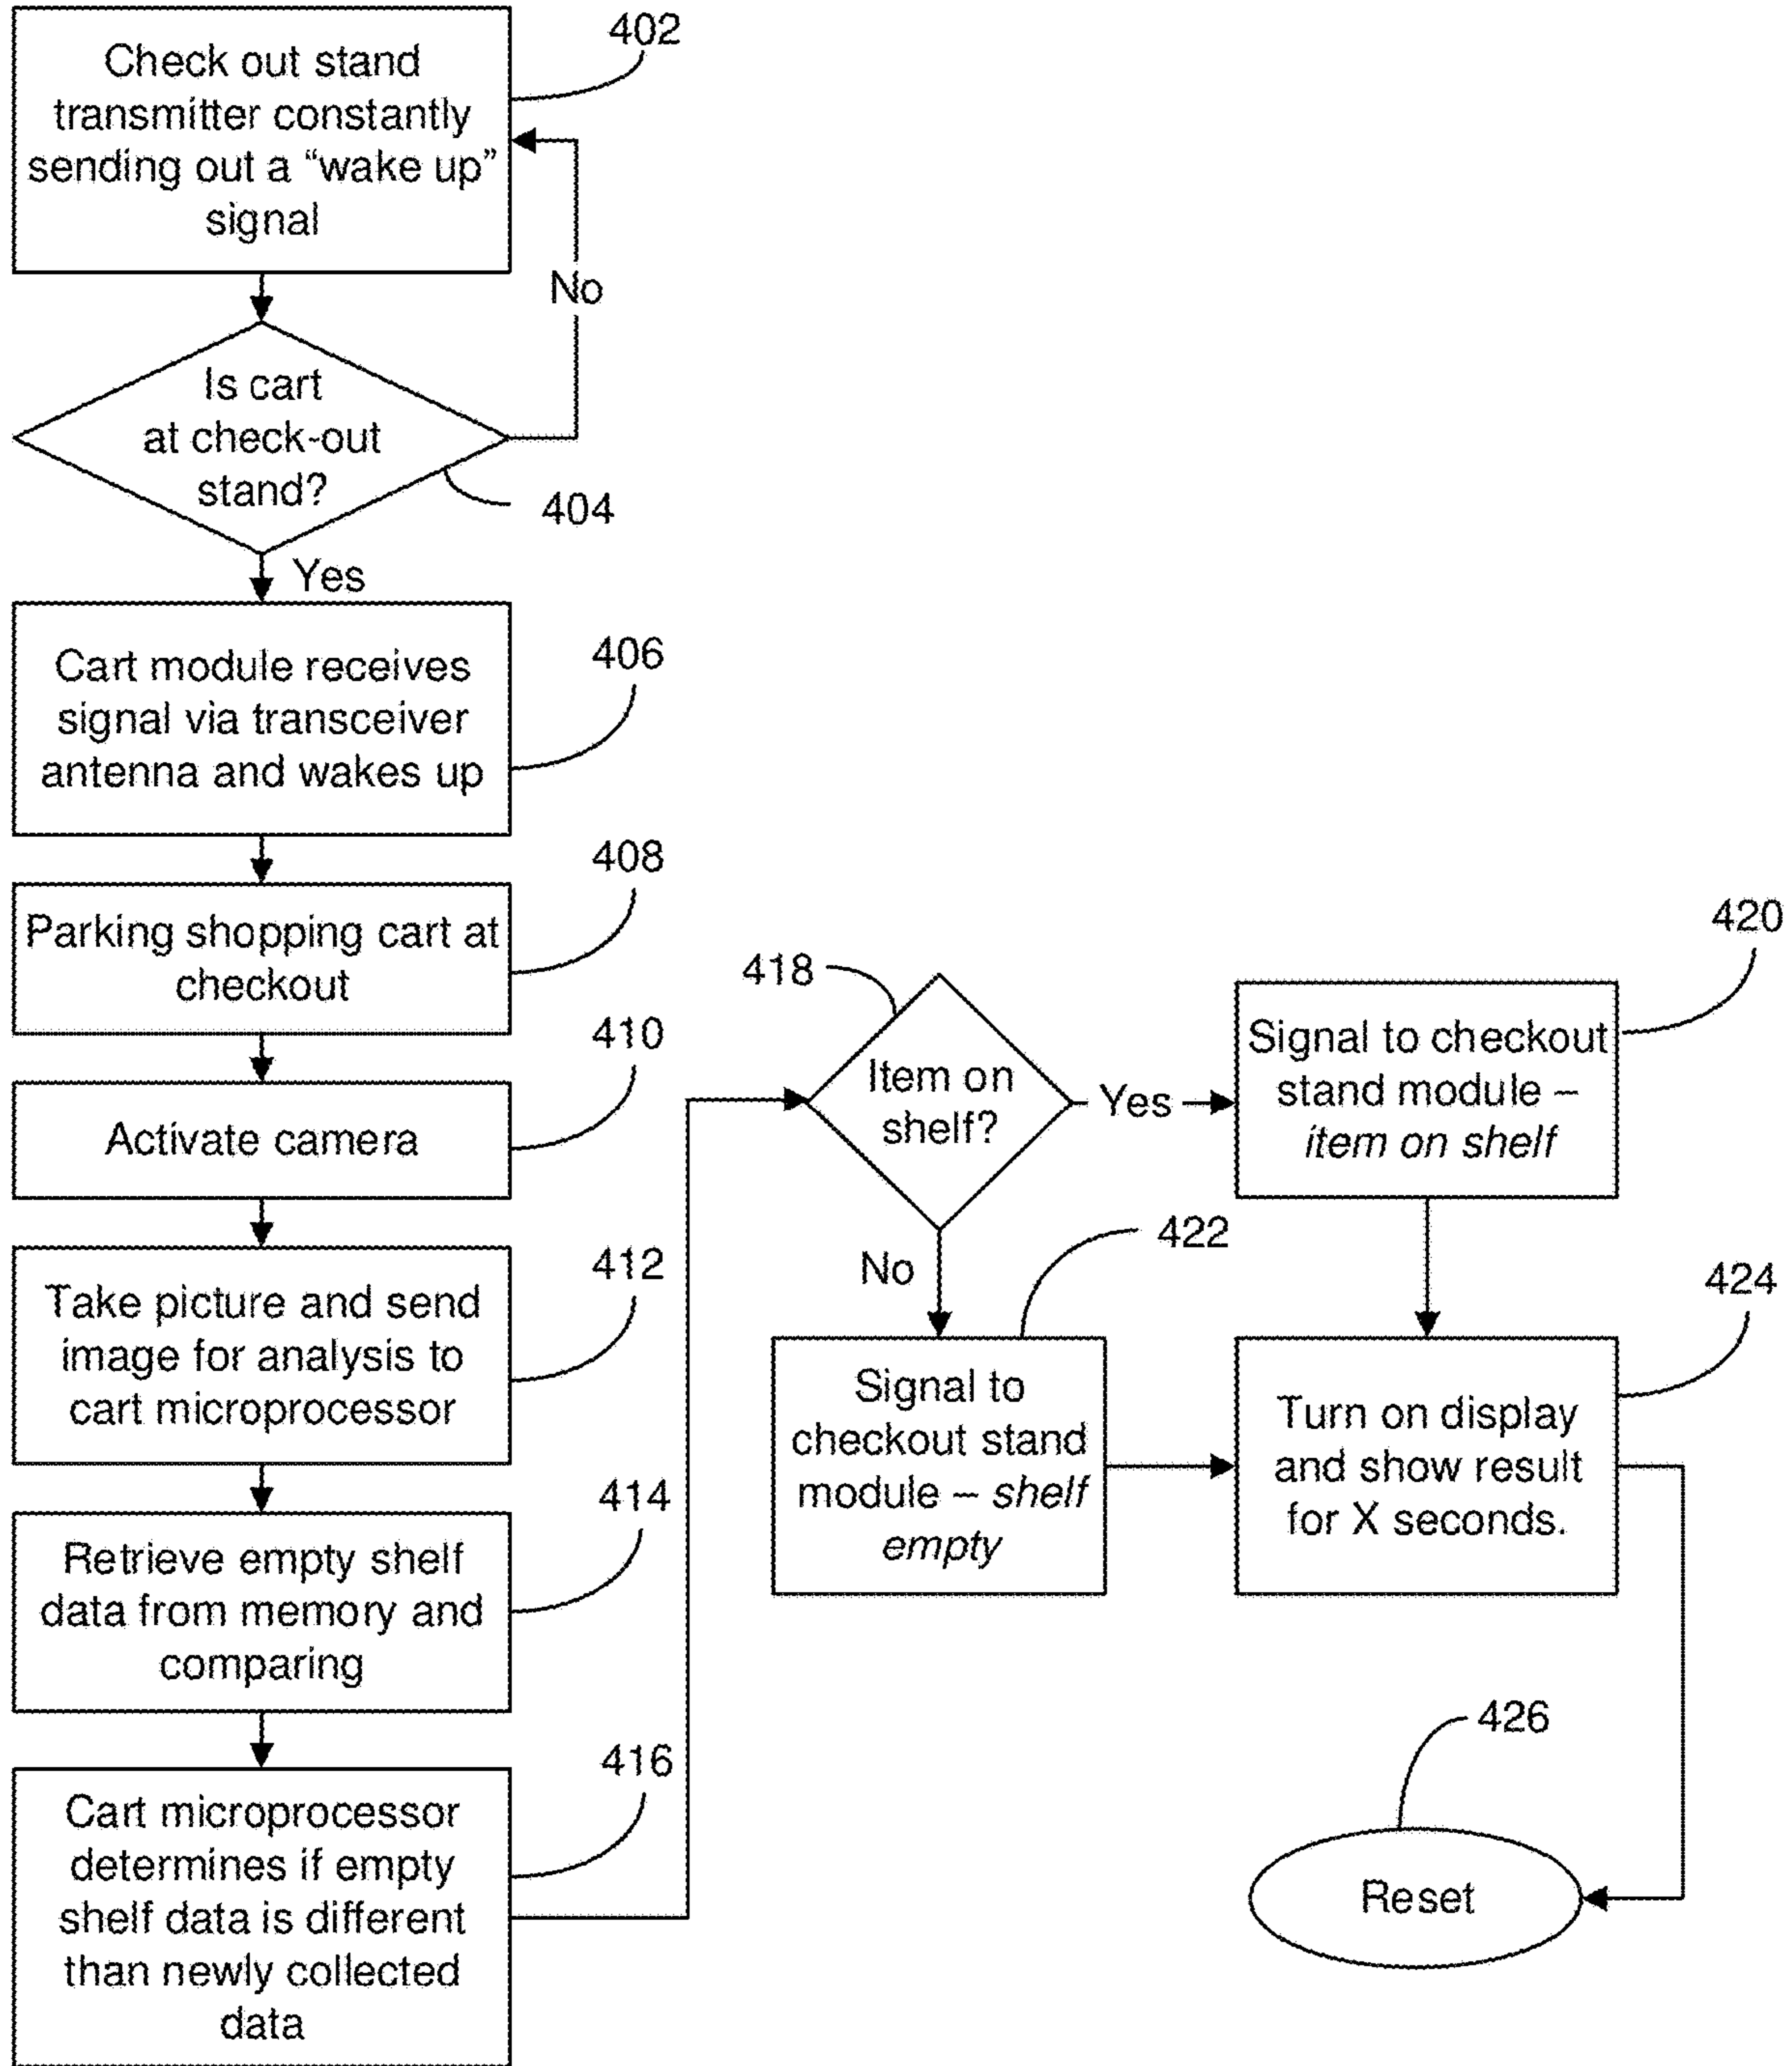 402
Check out stand
transmitter constantly
sending out a “wake up”
signal
No
Is cart
at check-out
stand?
404
Yes
406
Cart module receives
signal via transceiver
antenna and wakes up
408
Parking shopping cart at
checkout
410
Activate camera
412
Take picture and send
image for analysis to
cart microprocessor
414
Retrieve empty shelf
data from memory and
comparing
416
Cart microprocessor
determines if empty
shelf data is different
than newly collected
data
418
Item on
shelf?
Yes
420
Signal to checkout
stand module –
item on shelf
No
422
Signal to
checkout stand
module – shelf
empty
424
Turn on display
and show result
for X seconds.
426
Reset